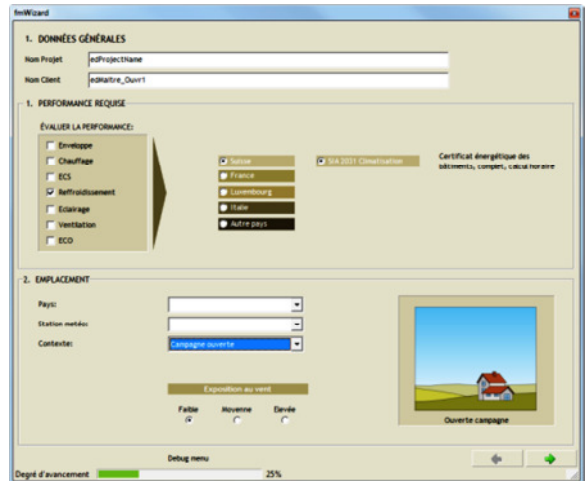 fmWizard
1. DONNÉES GÉNÉRALES
Nom Projet edProjectName
Nom Client edMaitre_Ouvr1
1. PERFORMANCE REQUISE
ÉVALUER LA PERFORMANCE:
Enveloppe
Chauffage
ECS
Reffroidissement
Eclairage
Ventilation
ECO
Suisse
France
Luxembourg
Italie
Autre pays
SIA 2021 Climatisation
Certificat énergétique des
bâtiments, complet, calcul horaire
2. EMPLACEMENT
Pays:
Station metéo:
Contexte: Campagne ouverte
Exposition au vent
Faible Movenne Elevée
Ouverte campagne
Debug menu
Degré d'avancement 25%